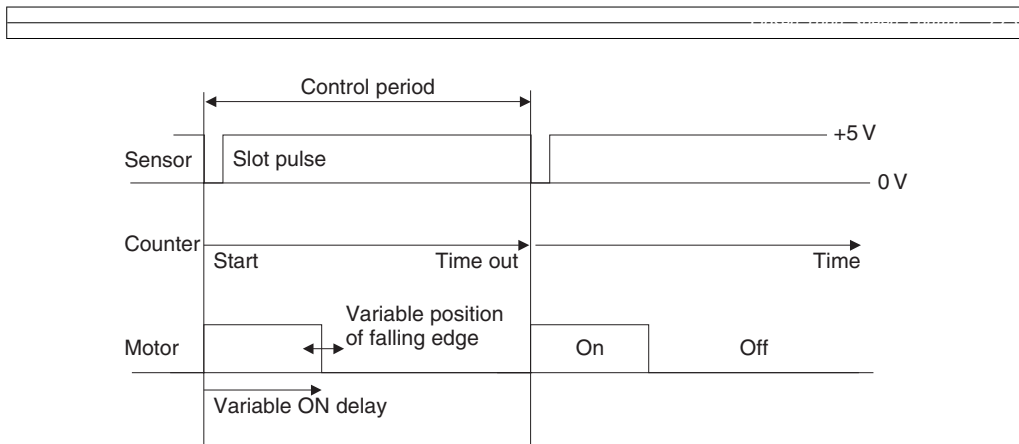 Control period
+5 V
Sensor
Slot pulse
0 V
Counter
Start
Time out
Time
Variable position
of falling edge
Motor
On
Off
Variable ON delay